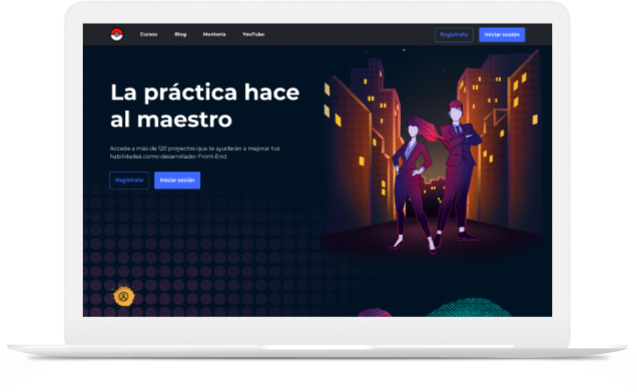 Cursos
Blog
Mentoría
YouTube
Regístrate
Iniciar sesión
La práctica hace
al maestro
Accede a más de 120 proyectos que te ayudarán a mejorar tus
habilidades como desarrollador Front-End.
Regístrate
Iniciar sesión